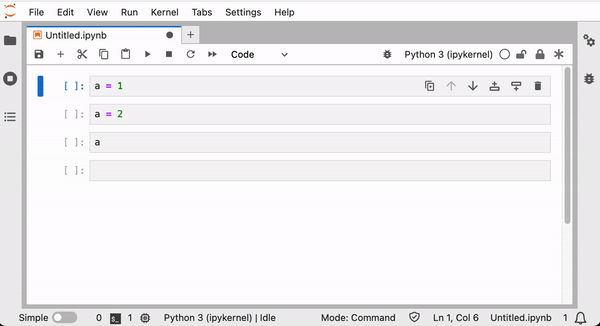 File Edit View Run Kernel Tabs Settings Help
Untitled.ipynb
Code Python 3 (ipykernel)
[ ]: a = 1
[ ]: a = 2
[ ]: a
[ ]:
Simple 0 $_ 1 Python 3 (ipykernel) | Idle Mode: Command Ln 1, Col 6 Untitled.ipynb 1